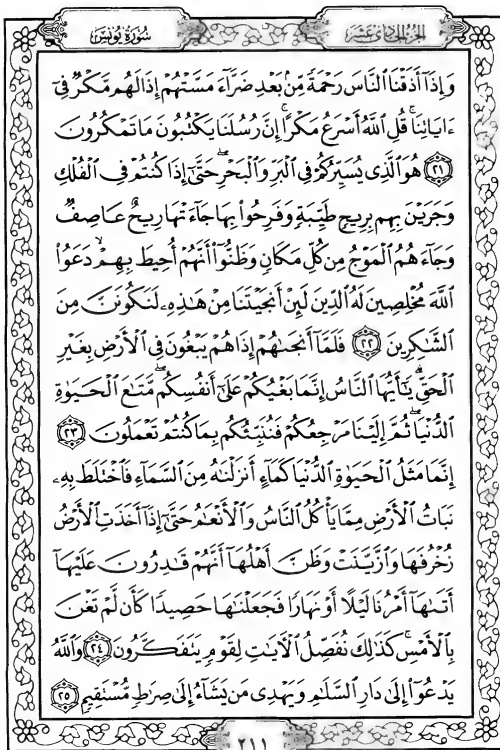 سُورَةُ يُونُسَ الجزء الحادي عشر
وَإِذَآ أَذَقْنَا ٱلنَّاسَ رَحْمَةً مِّنۢ بَعْدِ ضَرَّآءَ مَسَّتْهُمْ إِذَا لَهُم مَّكْرٌ فِىٓ
ءَايَاتِنَا ۚ قُلِ ٱللَّهُ أَسْرَعُ مَكْرًا ۚ إِنَّ رُسُلَنَا يَكْتُبُونَ مَا تَمْكُرُونَ
٢١ هُوَ ٱلَّذِى يُسَيِّرُكُمْ فِى ٱلْبَرِّ وَٱلْبَحْرِ ۖ حَتَّىٰٓ إِذَا كُنتُمْ فِى ٱلْفُلْكِ
وَجَرَيْنَ بِهِم بِرِيحٍ طَيِّبَةٍ وَفَرِحُوا۟ بِهَا جَآءَتْهَا رِيحٌ عَاصِفٌ
وَجَآءَهُمُ ٱلْمَوْجُ مِن كُلِّ مَكَانٍ وَظَنُّوٓا۟ أَنَّهُمْ أُحِيطَ بِهِمْ ۙ دَعَوُا۟
ٱللَّهَ مُخْلِصِينَ لَهُ ٱلدِّينَ لَئِنْ أَنجَيْتَنَا مِنْ هَـٰذِهِۦ لَنَكُونَنَّ مِنَ
ٱلشَّـٰكِرِينَ ٢٢ فَلَمَّآ أَنجَىٰهُمْ إِذَا هُمْ يَبْغُونَ فِى ٱلْأَرْضِ بِغَيْرِ
ٱلْحَقِّ ۗ يَـٰٓأَيُّهَا ٱلنَّاسُ إِنَّمَا بَغْيُكُمْ عَلَىٰٓ أَنفُسِكُم ۖ مَّتَـٰعَ ٱلْحَيَوٰةِ
ٱلدُّنْيَا ۖ ثُمَّ إِلَيْنَا مَرْجِعُكُمْ فَنُنَبِّئُكُم بِمَا كُنتُمْ تَعْمَلُونَ ٢٣
إِنَّمَا مَثَلُ ٱلْحَيَوٰةِ ٱلدُّنْيَا كَمَآءٍ أَنزَلْنَـٰهُ مِنَ ٱلسَّمَآءِ فَٱخْتَلَطَ بِهِۦ
نَبَاتُ ٱلْأَرْضِ مِمَّا يَأْكُلُ ٱلنَّاسُ وَٱلْأَنْعَـٰمُ حَتَّىٰٓ إِذَآ أَخَذَتِ ٱلْأَرْضُ
زُخْرُفَهَا وَٱزَّيَّنَتْ وَظَنَّ أَهْلُهَآ أَنَّهُمْ قَـٰدِرُونَ عَلَيْهَآ
أَتَىٰهَآ أَمْرُنَا لَيْلًا أَوْ نَهَارًا فَجَعَلْنَـٰهَا حَصِيدًا كَأَن لَّمْ تَغْنَ
بِٱلْأَمْسِ ۚ كَذَٰلِكَ نُفَصِّلُ ٱلْـَٔايَـٰتِ لِقَوْمٍ يَتَفَكَّرُونَ ٢٤ وَٱللَّهُ
يَدْعُوٓا۟ إِلَىٰ دَارِ ٱلسَّلَـٰمِ وَيَهْدِى مَن يَشَآءُ إِلَىٰ صِرَٰطٍ مُّسْتَقِيمٍ ٢٥
٢١١